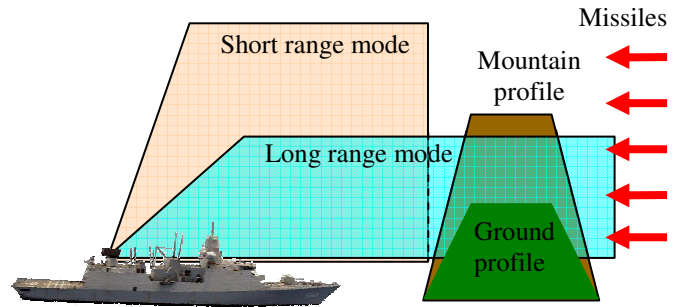 Missiles
Short range mode
Mountain
profile
Long range mode
Ground
profile